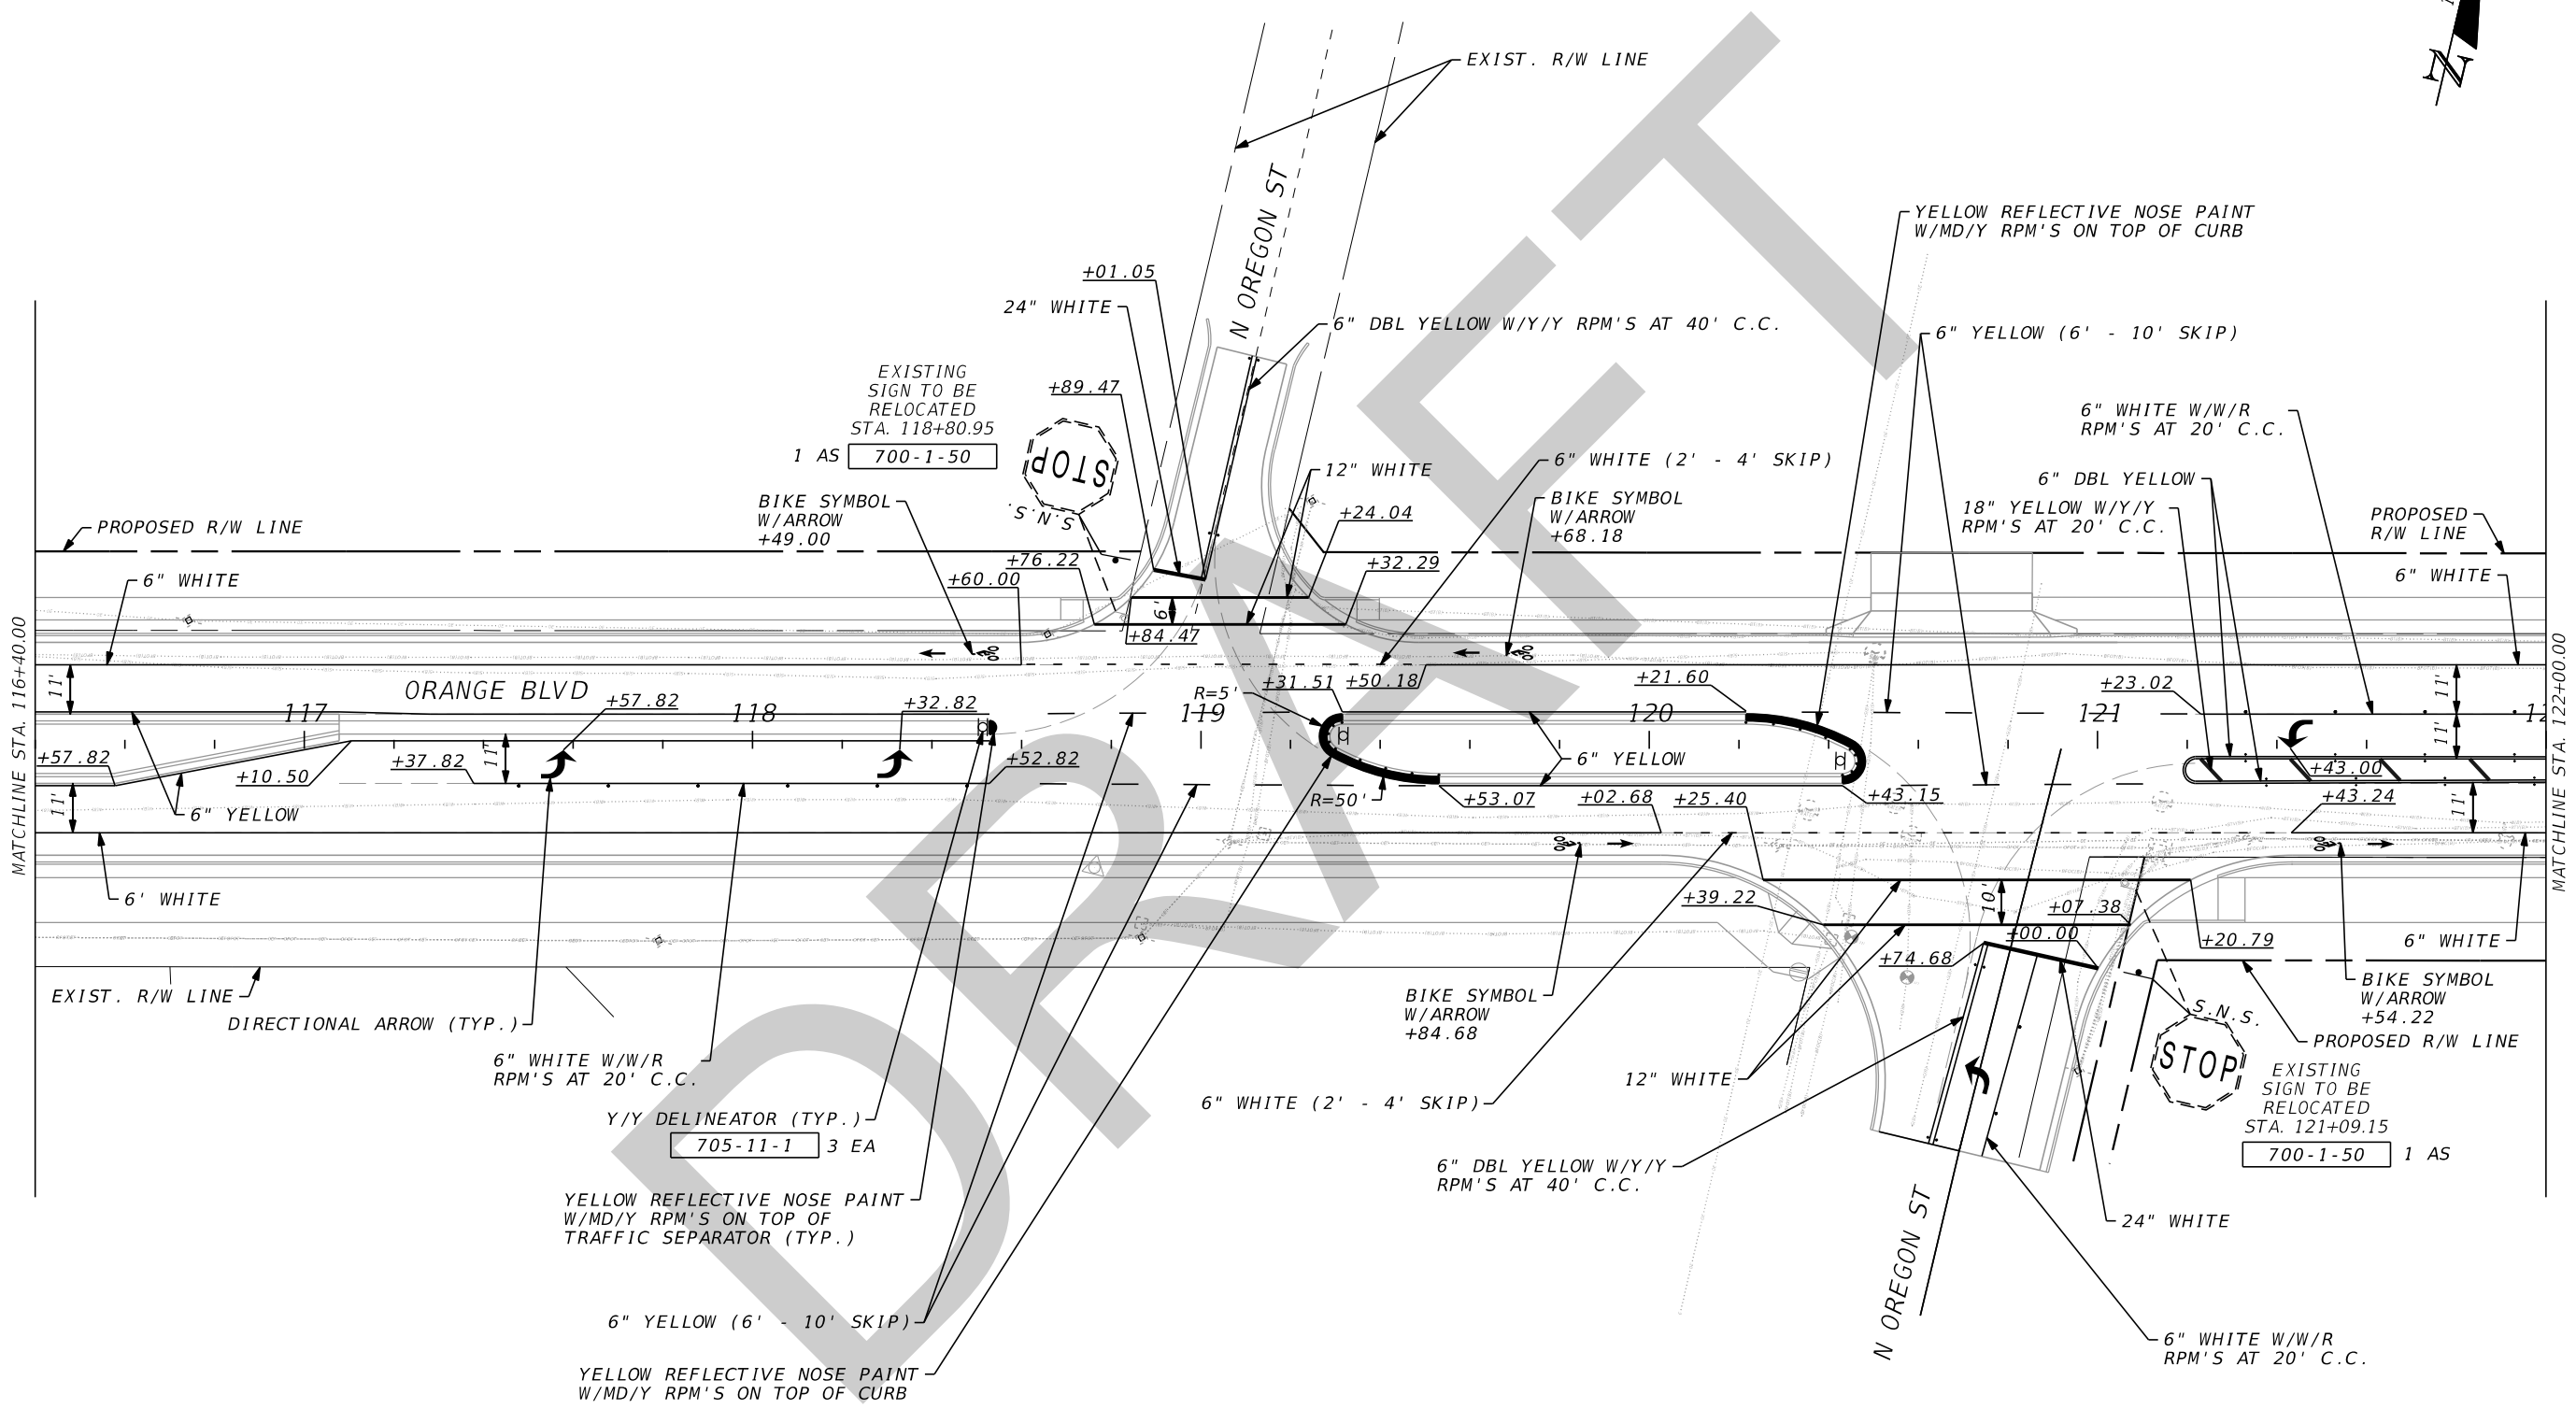 EXIST. R/W LINE
N OREGON ST
YELLOW REFLECTIVE NOSE PAINT
W/MD/Y RPM'S ON TOP OF CURB
+01.05
24" WHITE
6" DBL YELLOW W/Y/Y RPM'S AT 40' C.C.
6" YELLOW (6' - 10' SKIP)
EXISTING
SIGN TO BE
RELOCATED
STA. 118+80.95
1 AS 700-1-50
+89.47
STOP
S.N.S.
6" WHITE W/W/R
RPM'S AT 20' C.C.
12" WHITE
6" WHITE (2' - 4' SKIP)
6" DBL YELLOW
18" YELLOW W/Y/Y
RPM'S AT 20' C.C.
BIKE SYMBOL
W/ARROW
+49.00
BIKE SYMBOL
W/ARROW
+68.18
+24.04
PROPOSED
R/W LINE
PROPOSED R/W LINE
+76.22
+60.00
+32.29
6" WHITE
6" WHITE
6'
+84.47
MATCHLINE STA. 116+40.00
MATCHLINE STA. 122+00.00
11'
ORANGE BLVD
R=5'
+31.51
+50.18
+21.60
+23.02
11'
117
+57.82
118
+32.82
119
120
121
12
+57.82
+10.50
+37.82
11'
+52.82
6" YELLOW
11'
+43.00
6" YELLOW
11'
R=50'
+53.07
+02.68
+25.40
+43.15
+43.24
11'
6' WHITE
+39.22
10'
+07.38
+00.00
+20.79
6" WHITE
+74.68
EXIST. R/W LINE
DIRECTIONAL ARROW (TYP.)
BIKE SYMBOL
W/ARROW
+84.68
BIKE SYMBOL
W/ARROW
+54.22
S.N.S.
PROPOSED R/W LINE
STOP
6" WHITE W/W/R
RPM'S AT 20' C.C.
12" WHITE
EXISTING
SIGN TO BE
RELOCATED
STA. 121+09.15
700-1-50 1 AS
6" WHITE (2' - 4' SKIP)
Y/Y DELINEATOR (TYP.)
705-11-1 3 EA
6" DBL YELLOW W/Y/Y
RPM'S AT 40' C.C.
YELLOW REFLECTIVE NOSE PAINT
W/MD/Y RPM'S ON TOP OF
TRAFFIC SEPARATOR (TYP.)
24" WHITE
N OREGON ST
6" YELLOW (6' - 10' SKIP)
6" WHITE W/W/R
RPM'S AT 20' C.C.
YELLOW REFLECTIVE NOSE PAINT
W/MD/Y RPM'S ON TOP OF CURB
DRAFT
N